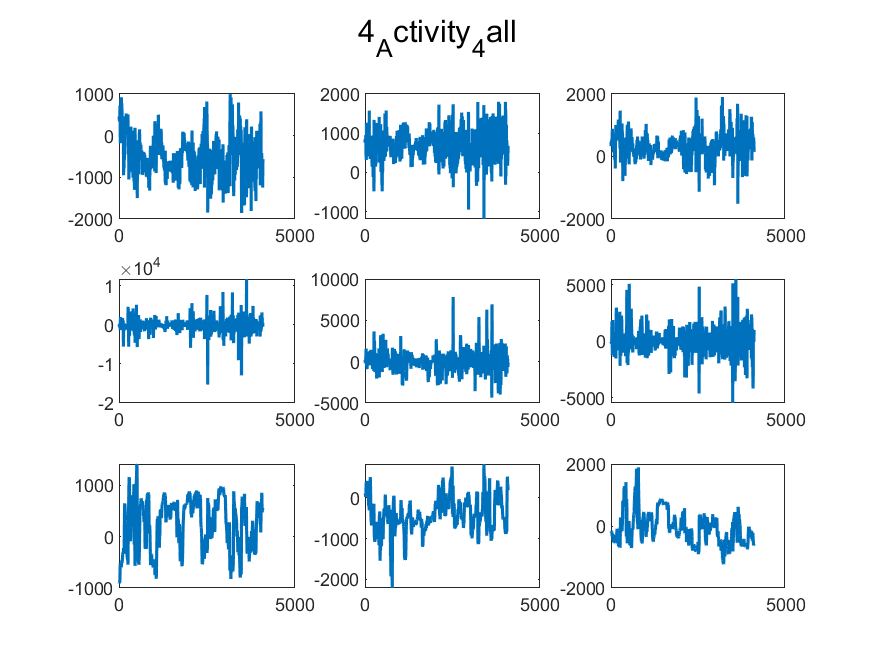 4_Activity_4all
1000 2000 2000
0 1000 0
-1000 0
-2000 -1000 -2000
0 5000 0 5000 0 5000
×10^4
1 10000 5000
0 5000 0
-1 0
-2 -5000 -5000
0 5000 0 5000 0 5000
1000 0 2000
0 -1000 0
-1000 -2000 -2000
0 5000 0 5000 0 5000